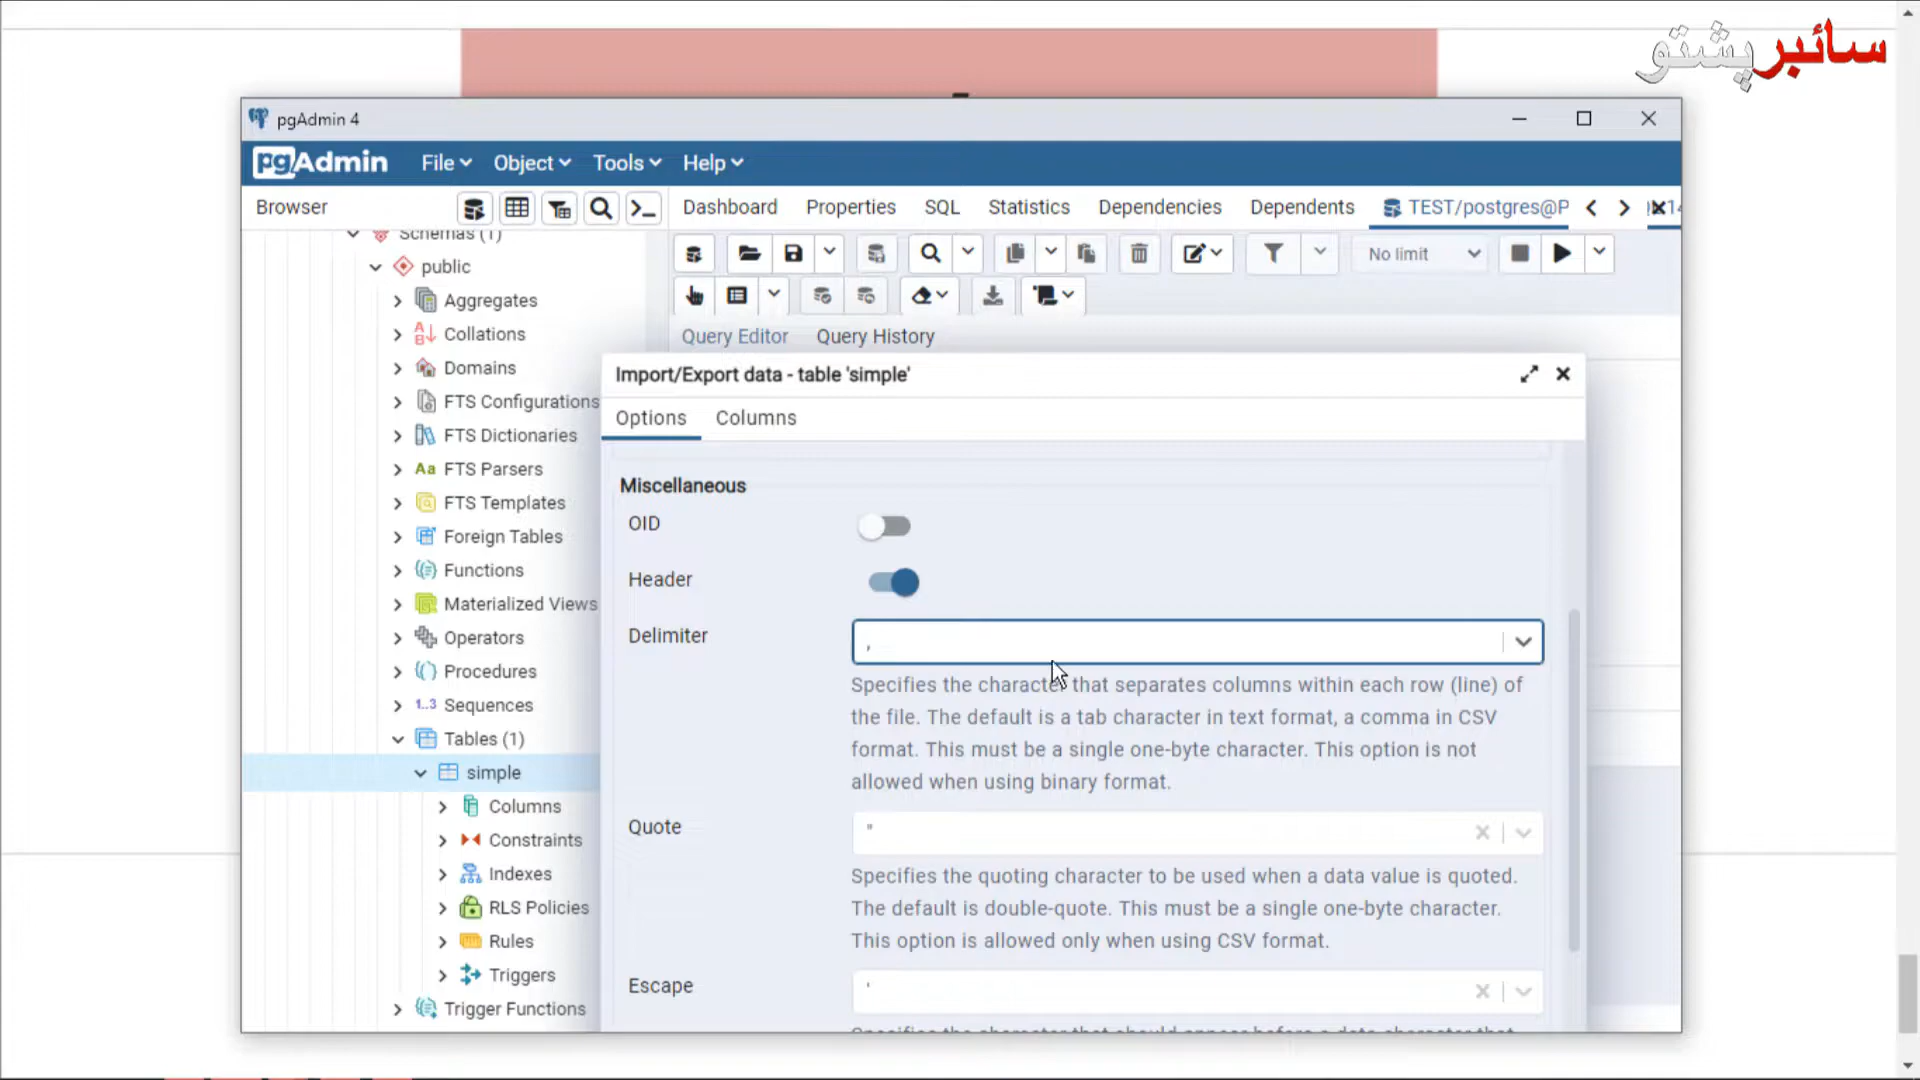 سائبر پشتو
pgAdmin 4
pgAdmin File Object Tools Help
Browser
Dashboard Properties SQL Statistics Dependencies Dependents TEST/postgres@P
Schemas (1)
public
Aggregates
Collations
Domains
FTS Configurations
FTS Dictionaries
Aa FTS Parsers
FTS Templates
Foreign Tables
Functions
Materialized Views
Operators
Procedures
1..3 Sequences
Tables (1)
simple
Columns
Constraints
Indexes
RLS Policies
Rules
Triggers
Trigger Functions
No limit
Query Editor Query History
Import/Export data - table 'simple'
Options Columns
Miscellaneous
OID
Header
Delimiter ,
Specifies the character that separates columns within each row (line) of
the file. The default is a tab character in text format, a comma in CSV
format. This must be a single one-byte character. This option is not
allowed when using binary format.
Quote "
Specifies the quoting character to be used when a data value is quoted.
The default is double-quote. This must be a single one-byte character.
This option is allowed only when using CSV format.
Escape '